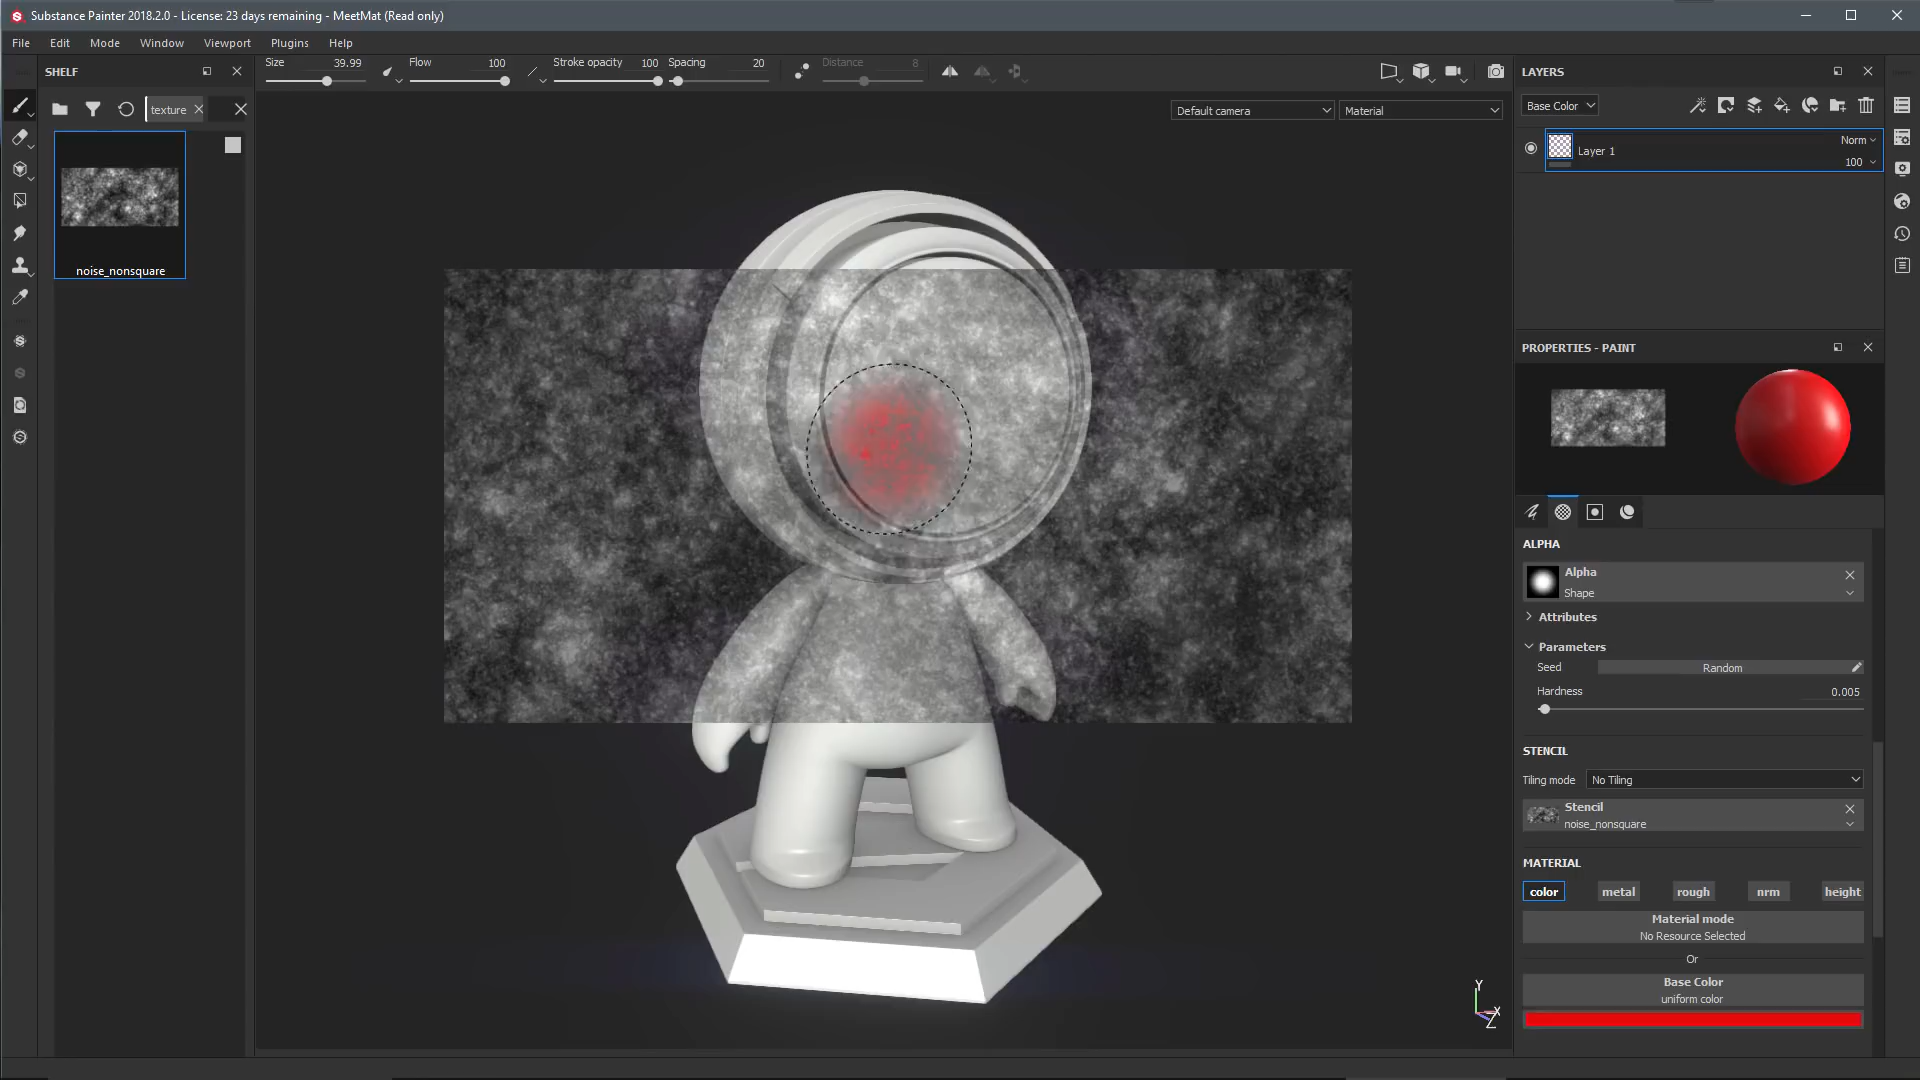 Substance Painter 2018.2.0 - License: 23 days remaining - MeetMat (Read only)
File Edit Mode Window Viewport Plugins Help
SHELF
Size 39.99 Flow 100 Stroke opacity 100 Spacing 20 Distance 8
texture
noise_nonsquare
Default camera Material
LAYERS
Base Color
Layer 1 Norm
100
PROPERTIES - PAINT
ALPHA
Alpha
Shape
Attributes
Parameters
Seed Random
Hardness 0.005
STENCIL
Tiling mode No Tiling
Stencil
noise_nonsquare
MATERIAL
color metal rough nrm height
Material mode
No Resource Selected
Or
Base Color
uniform color
Y
X
Z